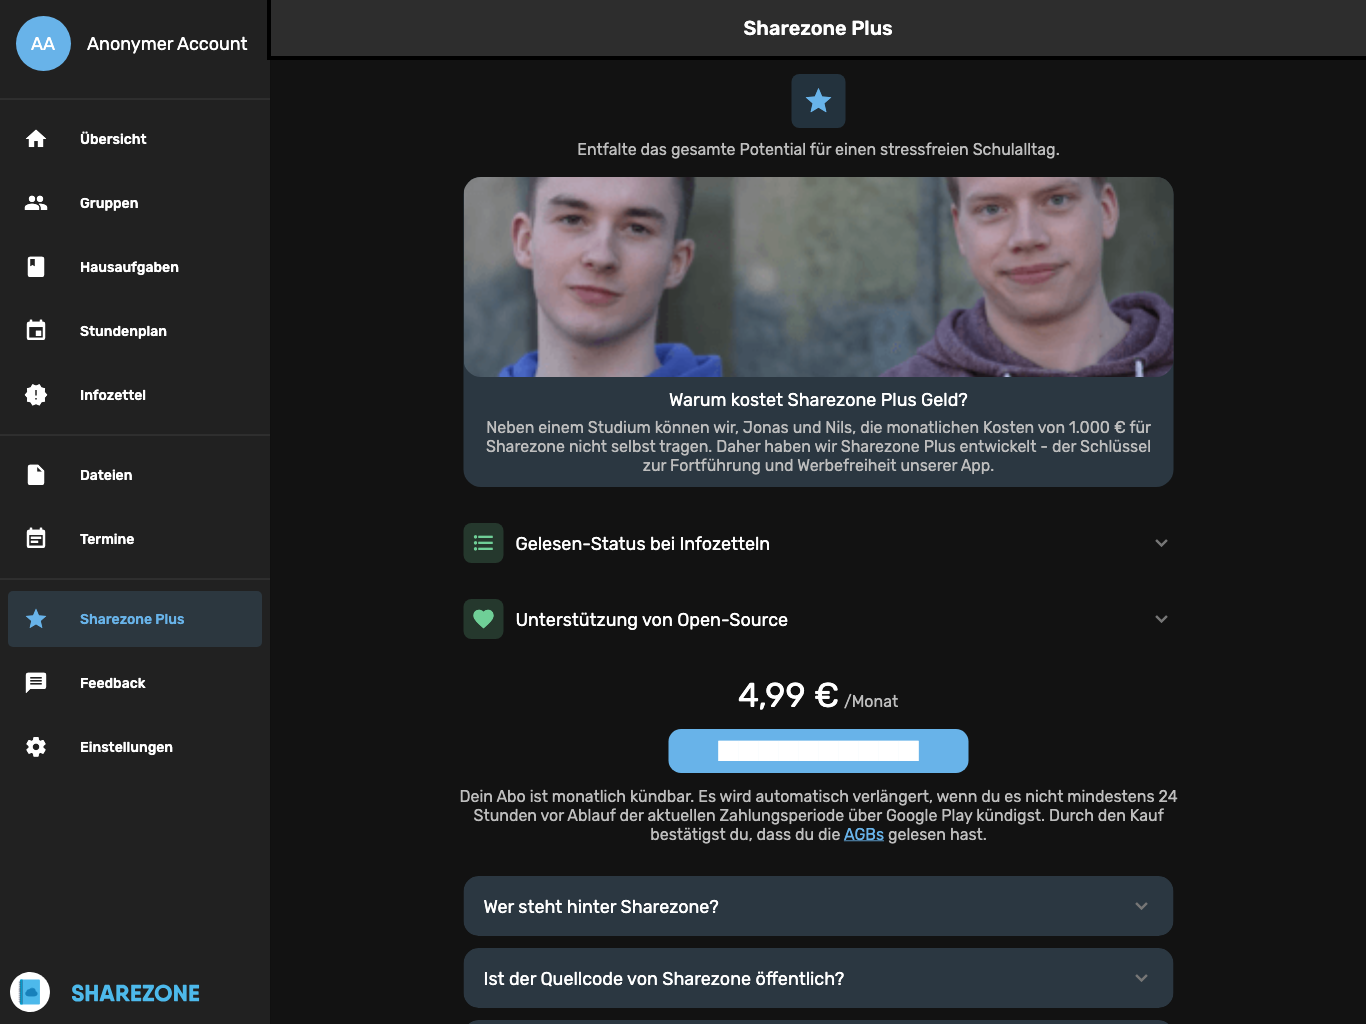 AA
Anonymer Account
Übersicht
Gruppen
Hausaufgaben
Stundenplan
Infozettel
Dateien
Termine
Sharezone Plus
Feedback
Einstellungen
SHAREZONE
Sharezone Plus
Entfalte das gesamte Potential für einen stressfreien Schulalltag.
Warum kostet Sharezone Plus Geld?
Neben einem Studium können wir, Jonas und Nils, die monatlichen Kosten von 1.000 € für
Sharezone nicht selbst tragen. Daher haben wir Sharezone Plus entwickelt - der Schlüssel
zur Fortführung und Werbefreiheit unserer App.
Gelesen-Status bei Infozetteln
Unterstützung von Open-Source
4,99 € /Monat
Dein Abo ist monatlich kündbar. Es wird automatisch verlängert, wenn du es nicht mindestens 24
Stunden vor Ablauf der aktuellen Zahlungsperiode über Google Play kündigst. Durch den Kauf
bestätigst du, dass du die AGBs gelesen hast.
Wer steht hinter Sharezone?
Ist der Quellcode von Sharezone öffentlich?